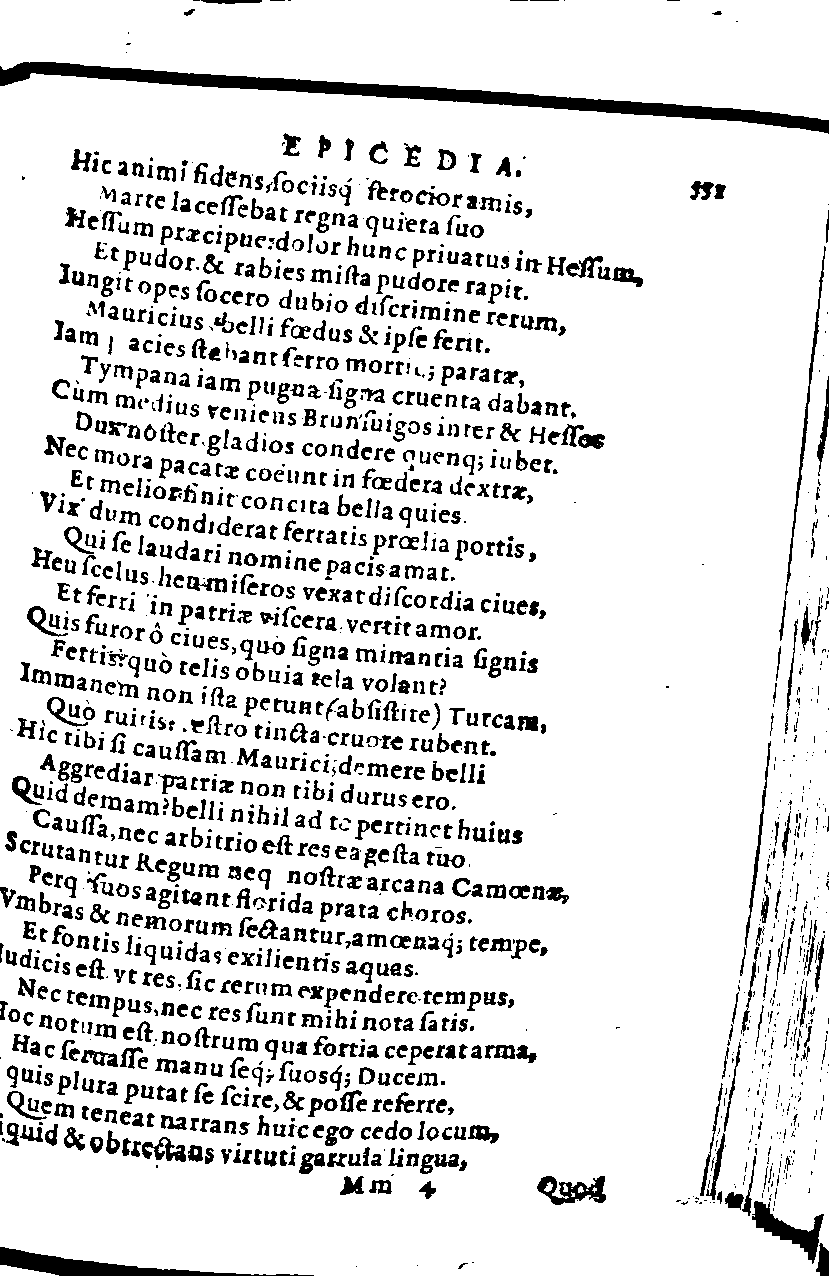 EPICEDIA.
552
Hic animi fidens, sociisq́ ferocior amis,
Marte lacessebat regna quieta suo
Hessum præcipue: dolor hunc priuatus in Hessum,
Et pudor. & rabies mista pudore rapit.
Iungit opes socero dubio discrimine rerum,
Mauricius belli fœdus & ipse ferit.
Iam acies stabant ferro paratæ,
Tympana iam pugnæ signa cruenta dabant.
Cùm medius veniens Brunsuigos inter & Hessos
Dux noster gladios condere quenq; iubet.
Nec mora pacatæ coëunt in fœdera dextræ,
Et melior finit concita bella quies.
Vix dum condiderat ferratis prœlia portis,
Qui se laudari nomine pacis amat.
Heu scelus heu miseros vexat discordia ciues,
Et ferri in patriæ viscera vertit amor.
Quis furor ô ciues, quò signa minantia signis
Fertis? quò telis obuia tela volant?
Immanem non ista petunt (absistite) Turcam,
Quò ruitis? vestro tincta cruore rubent.
Hìc tibi si caussam Maurici, demere belli
Aggrediar patriæ non tibi durus ero.
Quid demam? belli nihil ad te pertinet huius
Caussa, nec arbitrio est res ea gesta tuo.
Scrutantur Regum neq nostræ arcana Camœnæ,
Perq suos agitant florida prata choros.
Vmbras & nemorum sectantur, amœnaq́; tempe,
Et fontis liquidas exilientis aquas.
Iudicis est vt res, sic rerum expendere tempus,
Nec tempus, nec res sunt mihi nota satis.
Hoc notum est, nostrum qua fortia ceperat arma,
Hac seruasse manu seq́; suosq́; Ducem.
quis plura putat se scire, & posse referre,
Quem teneat narrans huic ego cedo locum,
iquid & obtrectans virtuti garrula lingua,
Mm 4
Quod